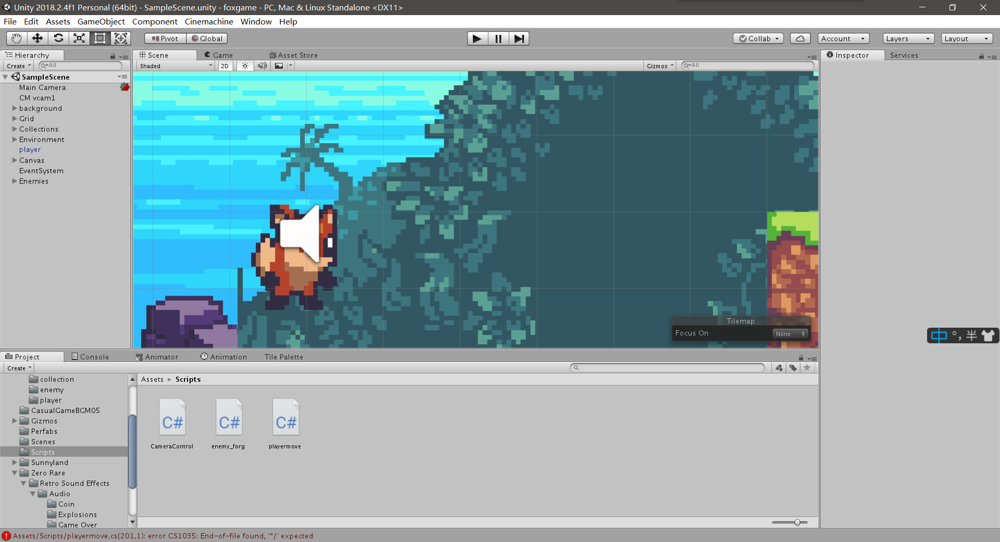 Unity 2018.2.4f1 Personal (64bit) - SampleScene.unity - foxgame - PC, Mac & Linux Standalone <DX11>
File Edit Assets GameObject Component Cinemachine Window Help
Pivot Global Collab Account Layers Layout
Hierarchy Scene Game Asset Store Inspector Services
Create All Shaded 2D Gizmos All
SampleScene
Main Camera
CM vcam1
background
Grid
Collections
Environment
player
Canvas
EventSystem
Enemies
Tilemap
Focus On None
中 °, 半
Project Console Animator Animation Tile Palette
Create
collection
enemy
player
CasualGameBGM05
Gizmos
Perfabs
Scenes
Scripts
Sunnyland
Zero Rare
Retro Sound Effects
Audio
Coin
Explosions
Game Over
Assets ► Scripts
C# C# C#
CameraControl enemy_forg playermove
Assets/Scripts/playermove.cs(201,1): error CS1035: End-of-file found, '*/' expected